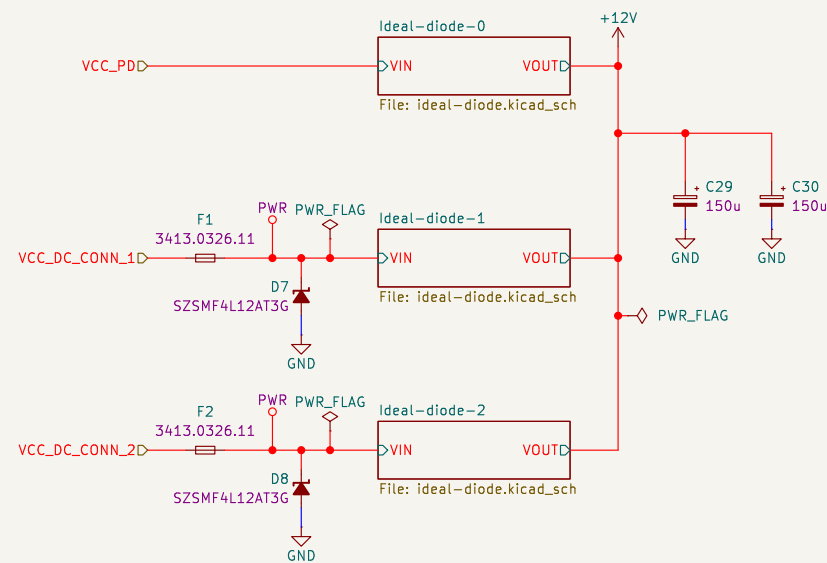 +12V
Ideal-diode-0
VCC_PD
VIN
VOUT
File: ideal-diode.kicad_sch
C29
150u
C30
150u
GND
GND
F1
3413.0326.11
PWR
PWR_FLAG
Ideal-diode-1
VCC_DC_CONN_1
VIN
VOUT
File: ideal-diode.kicad_sch
D7
SZSMF4L12AT3G
GND
PWR_FLAG
F2
3413.0326.11
PWR
PWR_FLAG
Ideal-diode-2
VCC_DC_CONN_2
VIN
VOUT
File: ideal-diode.kicad_sch
D8
SZSMF4L12AT3G
GND